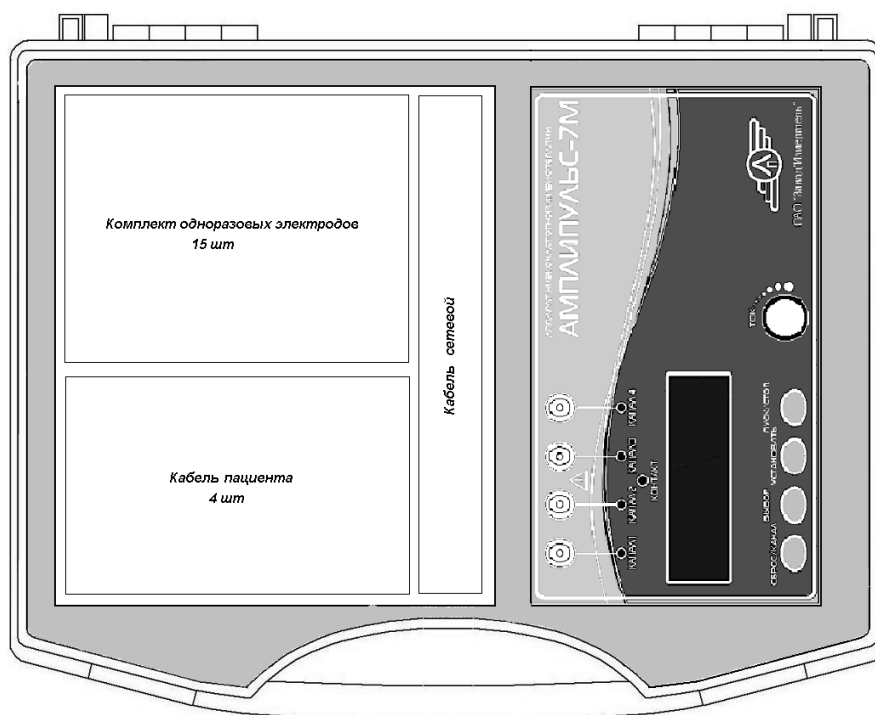 Комплект одноразовых электродов
15 шт
Кабель сетевой
Кабель пациента
4 шт
АМПЛИПУЛЬС-7М
ПАО "Завод"Измеритель"
ТОК
ПУСК/СТОП
УСТАНОВИТЬ
ВЫБОР
СБРОС/КАНАЛ
КАНАЛ 4
КАНАЛ 3
КАНАЛ 2
КАНАЛ 1
КОНТАКТ